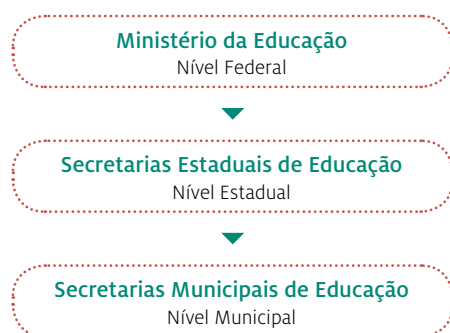 Ministério da Educação
Nível Federal
Secretarias Estaduais de Educação
Nível Estadual
Secretarias Municipais de Educação
Nível Municipal